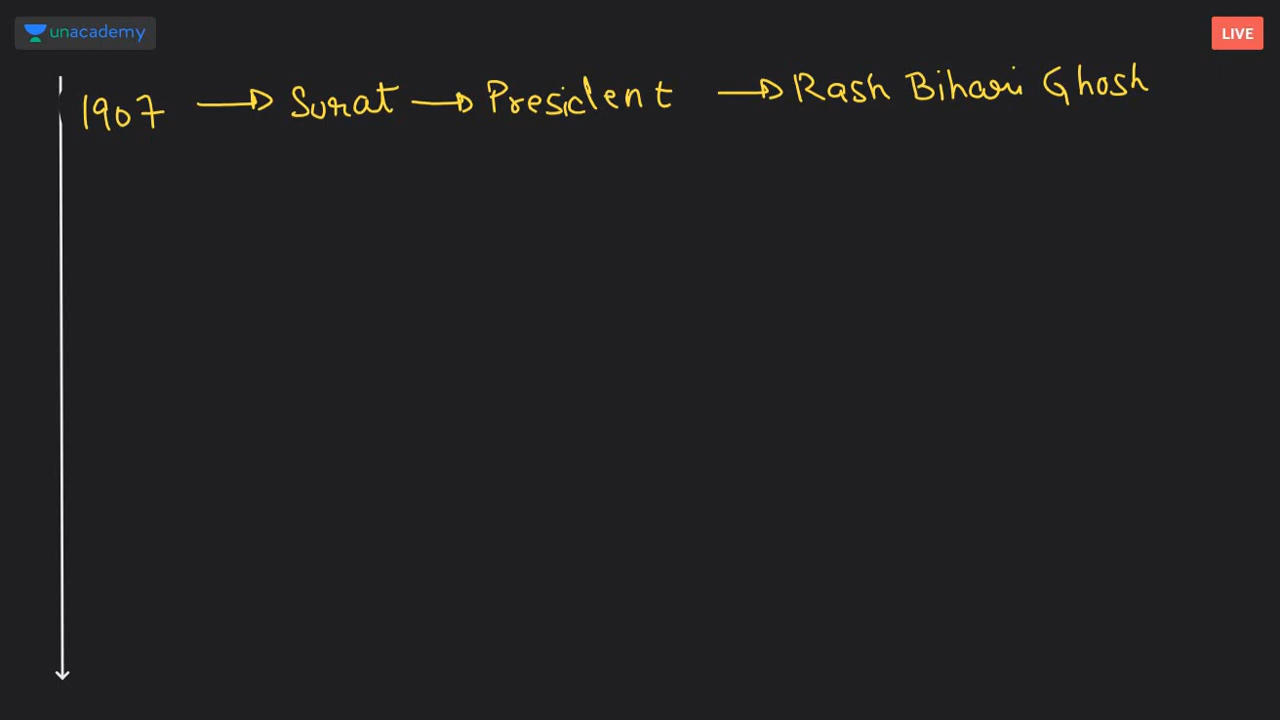 unacademy
LIVE
1907 → Surat → President → Rash Bihari Ghosh